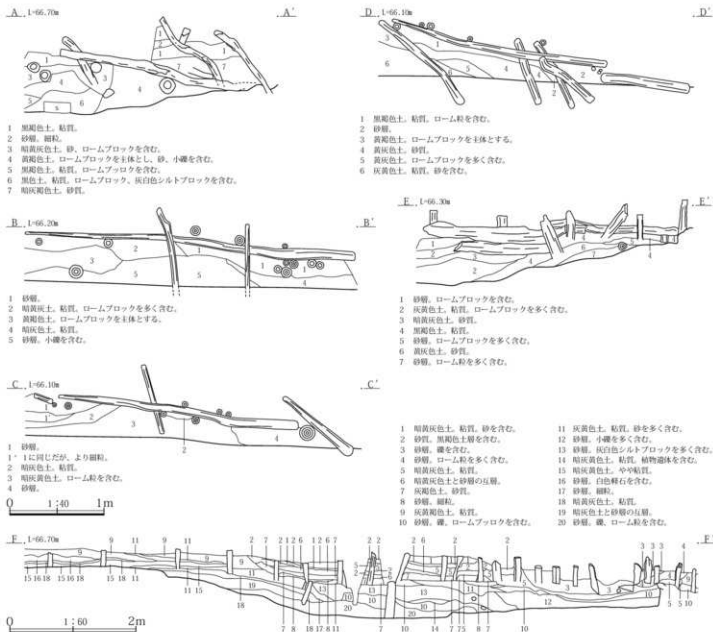 A L=66.70m A'
1 黒褐色土。粘質。
2 砂層。細粒。
3 暗黄灰色土。砂、ロームブロックを含む。
4 黄褐色土。ロームブロックを主体とし、砂、小礫を含む。
5 黒褐色土。粘質。ロームブッロクを含む。
6 黒色土。粘質。ロームブロック、灰白色シルトブロックを含む。
7 暗灰褐色土。砂質。
D L=66.10m D'
1 黒褐色土。粘質。ローム粒を含む。
2 砂層。
3 黄褐色土。ロームブロックを主体とする。
4 黄灰色土。砂質。
5 黄灰色土。ロームブロックを多く含む。
6 灰黄色土。粘質。砂を含む。
B L=66.20m B'
1 砂層。
2 暗黄灰色土。粘質。ロームブロックを多く含む。
3 黄褐色土。ロームブロックを主体とする。
4 暗灰色土。粘質。
5 砂層。小礫を含む。
E L=66.30m E'
1 砂層。ロームブロックを含む。
2 灰黄色土。粘質。ロームブロックを多く含む。
3 暗黄灰色土。砂質。
4 黒褐色土。粘質。
5 砂層。ロームブロックを多く含む。
6 黄灰色土。砂質。
7 砂層。ローム粒を多く含む。
C L=66.10m C'
1 砂層。
1' 1に同じだが、より細粒。
2 暗灰色土。粘質。
3 暗黄灰色土。ローム粒を含む。
4 砂層。
0 1:40 1m
1 暗黄灰色土。粘質。砂を含む。
2 砂質。黒褐色土層を含む。
3 砂層。礫を含む。
4 砂層。ローム粒を多く含む。
5 暗黄灰色土。粘質。
6 暗黄灰色土と砂層の互層。
7 灰褐色土。砂質。
8 砂層。細粒。
9 灰黄褐色土。粘質。
10 砂層。礫、ロームブッロクを含む。
11 灰黄色土。粘質。砂を多く含む。
12 砂層。小礫を多く含む。
13 砂層。灰白色シルトブロックを多く含む。
14 暗灰黄色土。粘質。植物遺体を含む。
15 暗灰黄色土。やや粘質。
16 砂層。白色軽石を含む。
17 砂層。細粒。
18 暗灰黄色土。粘質。
19 暗灰色土と砂層の互層。
20 砂層。礫、ローム粒を含む。
F L=66.70m F'
0 1:60 2m